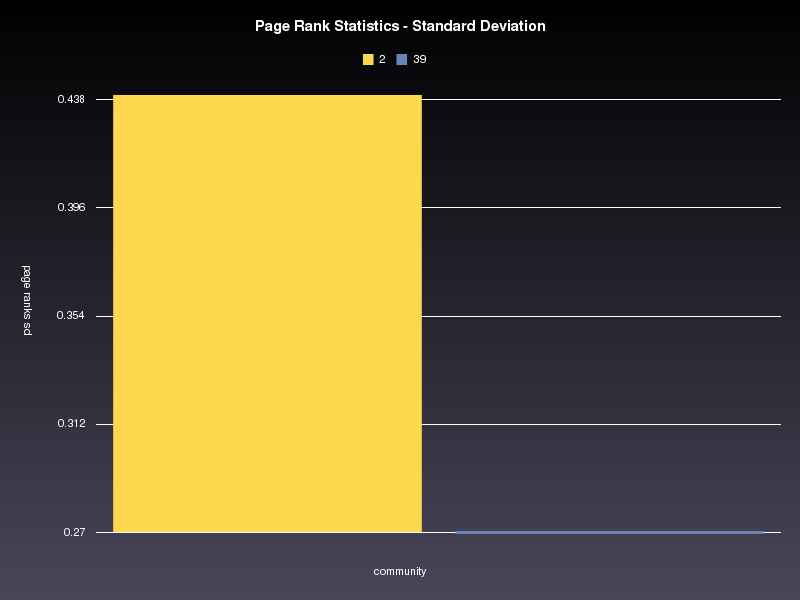 Page Rank Statistics - Standard Deviation
2 39
0.438
0.396
0.354
0.312
0.27
page ranks sd
community